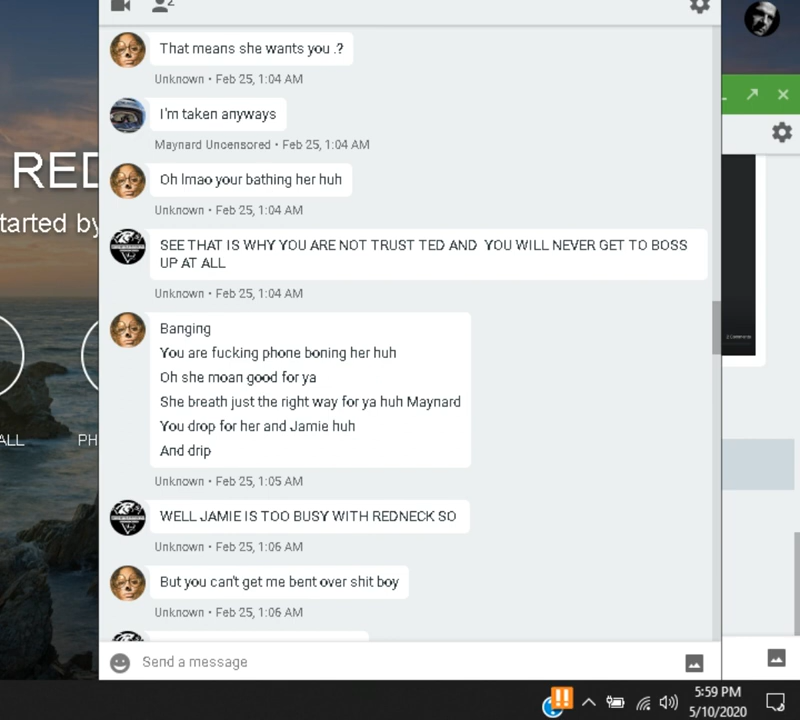 2
That means she wants you .?
Unknown • Feb 25, 1:04 AM
I'm taken anyways
Maynard Uncensored • Feb 25, 1:04 AM
RED
tarted by
Oh lmao your bathing her huh
Unknown • Feb 25, 1:04 AM
SEE THAT IS WHY YOU ARE NOT TRUST TED AND YOU WILL NEVER GET TO BOSS
UP AT ALL
Unknown • Feb 25, 1:04 AM
Banging
You are fucking phone boning her huh
Oh she moan good for ya
She breath just the right way for ya huh Maynard
You drop for her and Jamie huh
And drip
ALL
PH
Unknown • Feb 25, 1:05 AM
WELL JAMIE IS TOO BUSY WITH REDNECK SO
Unknown • Feb 25, 1:06 AM
But you can't get me bent over shit boy
Unknown • Feb 25, 1:06 AM
Send a message
5:59 PM
5/10/2020